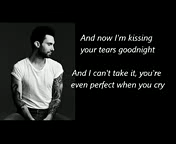 And now I'm kissing
your tears goodnight
And I can't take it, you're
even perfect when you cry